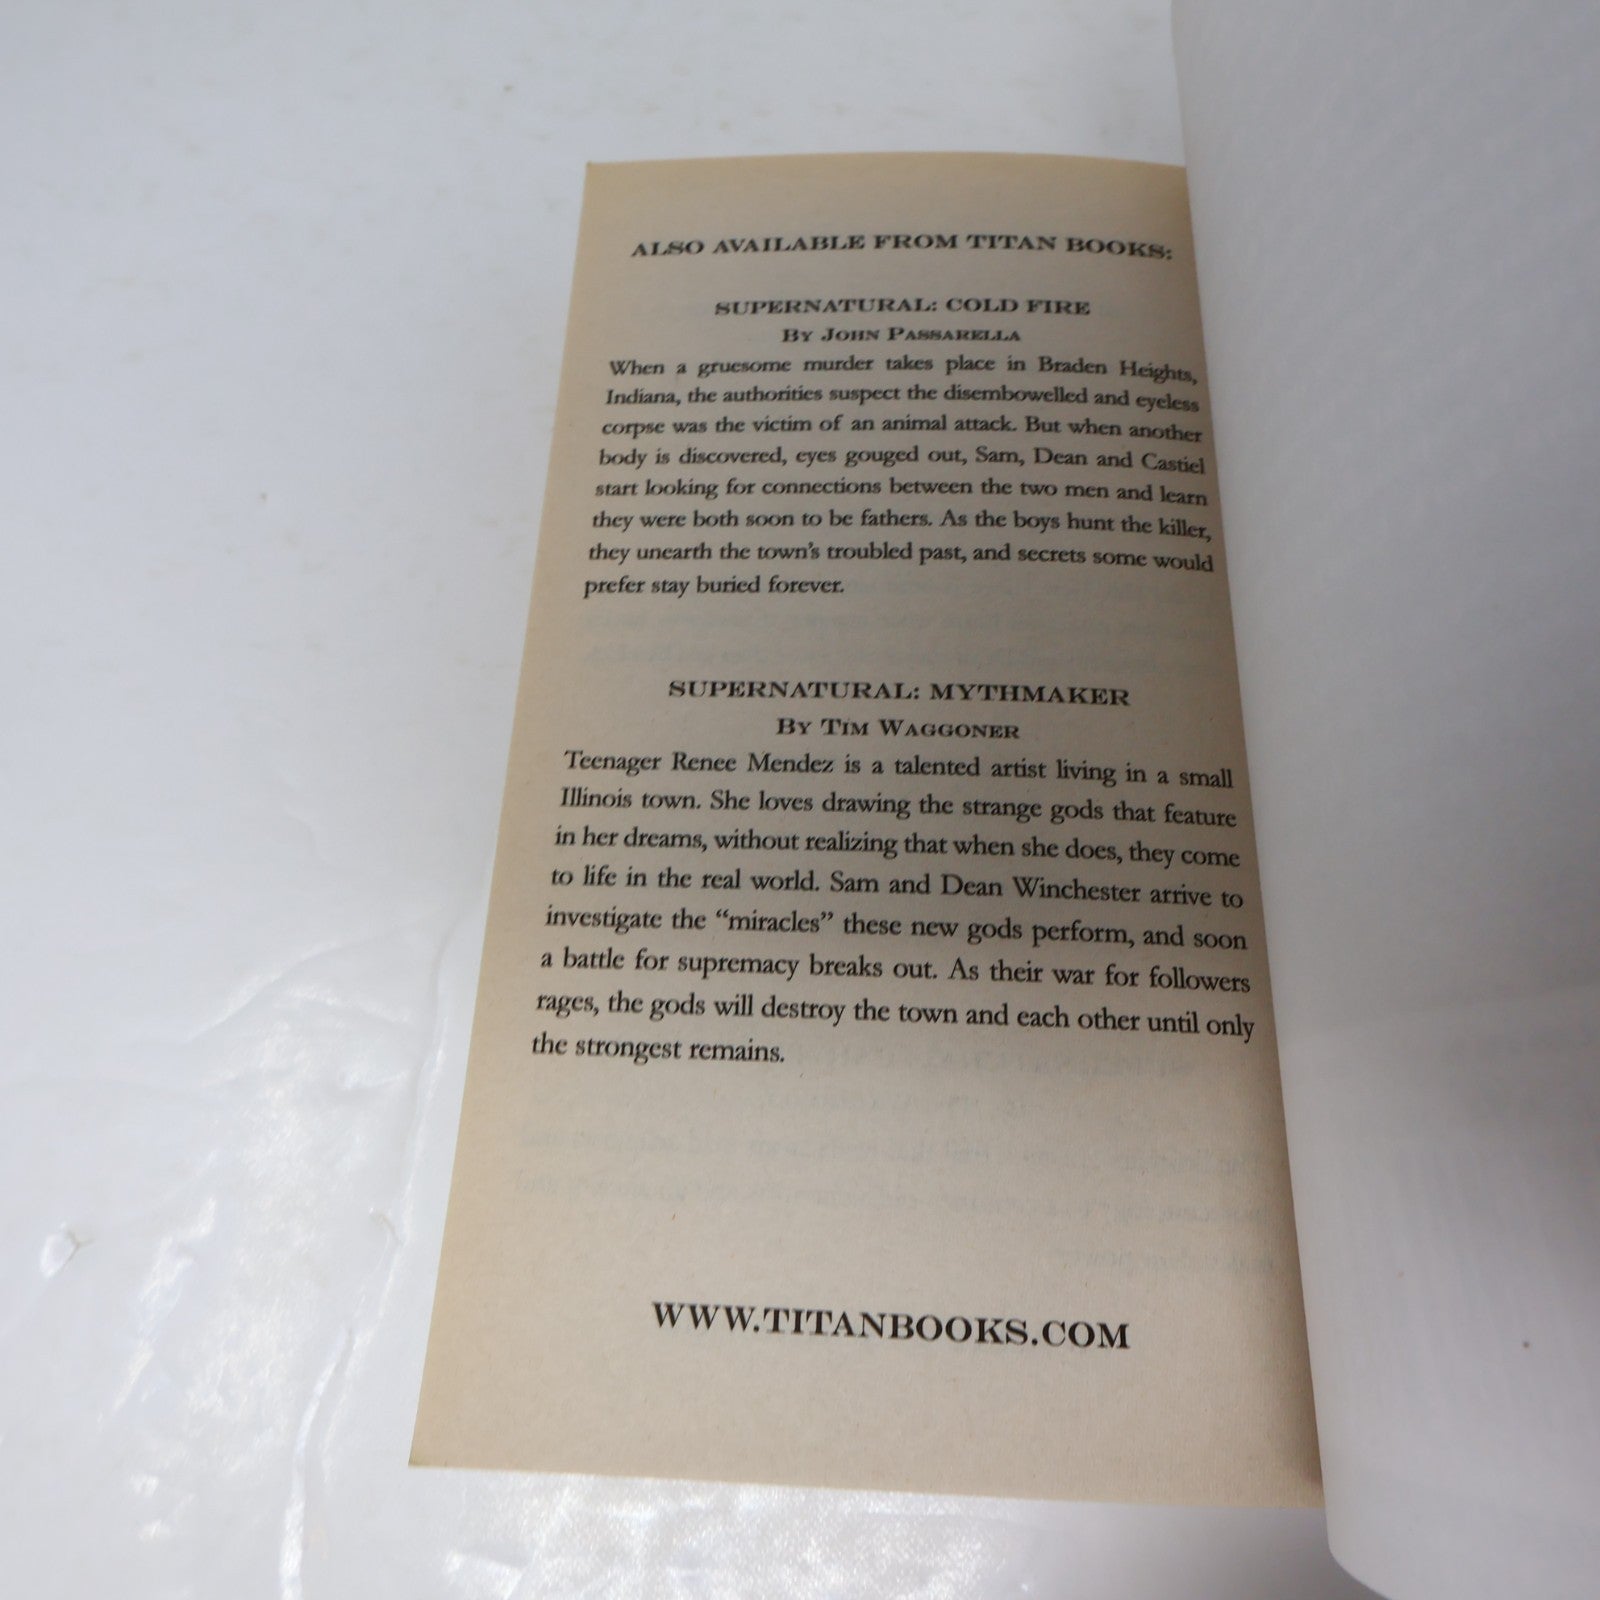 ALSO AVAILABLE FROM TITAN BOOKS:
SUPERNATURAL: COLD FIRE
BY JOHN PASSARELLA
When a gruesome murder takes place in Braden Heights,
Indiana, the authorities suspect the disembowelled and eyeless
corpse was the victim of an animal attack. But when another
body is discovered, eyes gouged out, Sam, Dean and Castiel
start looking for connections between the two men and learn
they were both soon to be fathers. As the boys hunt the killer,
they unearth the town's troubled past, and secrets some would
prefer stay buried forever.
SUPERNATURAL: MYTHMAKER
BY TIM WAGGONER
Teenager Renee Mendez is a talented artist living in a small
Illinois town. She loves drawing the strange gods that feature
in her dreams, without realizing that when she does, they come
to life in the real world. Sam and Dean Winchester arrive to
investigate the “miracles” these new gods perform, and soon
a battle for supremacy breaks out. As their war for followers
rages, the gods will destroy the town and each other until only
the strongest remains.
WWW.TITANBOOKS.COM